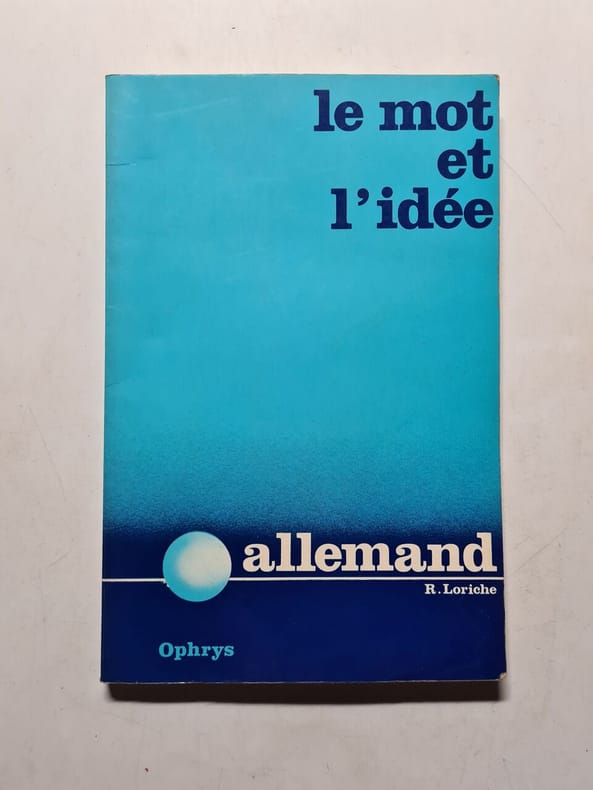 le mot
et
l'idée
allemand
R. Loriche
Ophrys